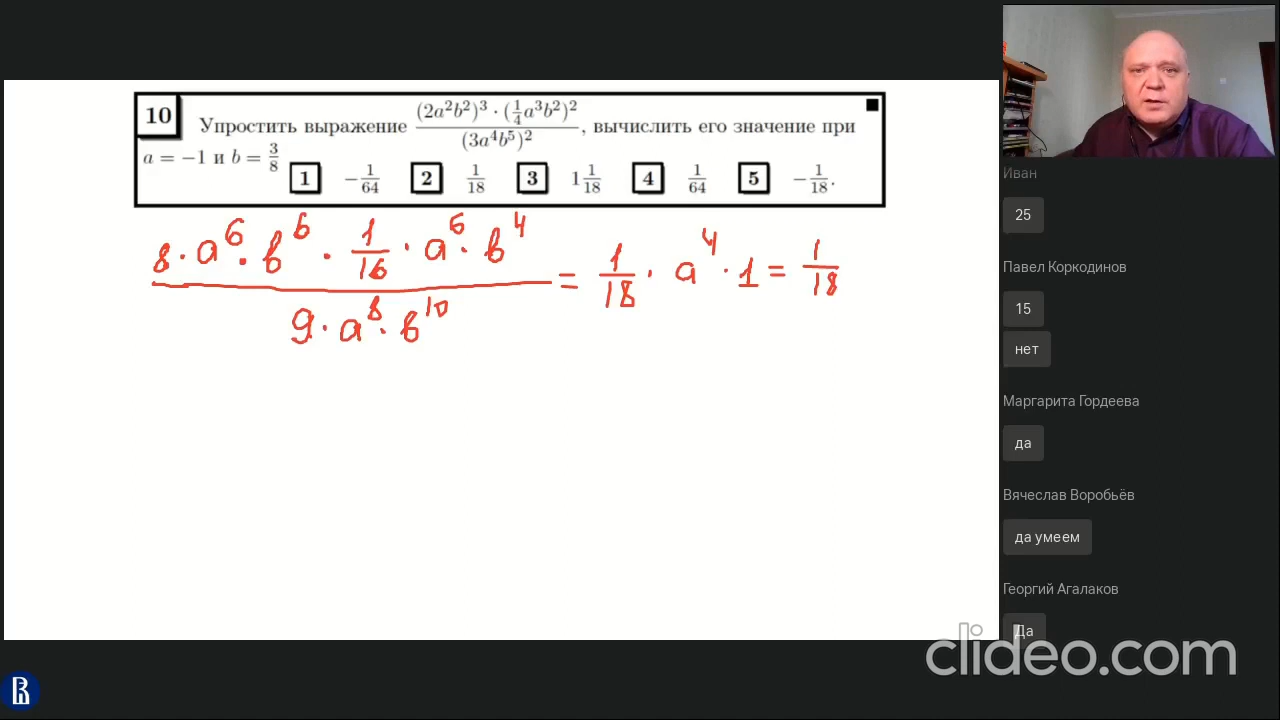 10 Упростить выражение (2a²b²)³ · (1/4 a³b²)² / (3a⁴b⁵)², вычислить его значение при
a = −1 и b = 3/8
1 −1/64 2 1/18 3 1 1/18 4 1/64 5 −1/18.
8 · a⁶ · b⁶ · 1/16 · a⁶ · b⁴ / 9 · a⁸ · b¹⁰ = 1/18 · a⁴ · 1 = 1/18
Иван
25
Павел Коркодинов
15
нет
Маргарита Гордеева
да
Вячеслав Воробьёв
да умеем
Георгий Агалаков
Да
clideo.com